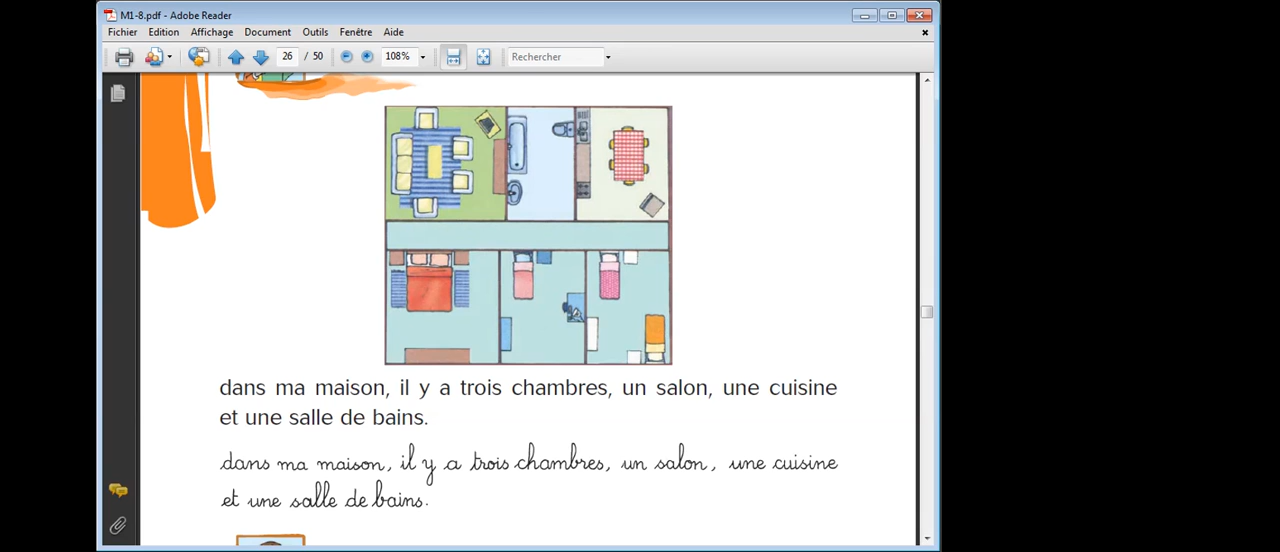 M1-8.pdf - Adobe Reader
Fichier Edition Affichage Document Outils Fenêtre Aide
26 / 50 108% Rechercher
dans ma maison, il y a trois chambres, un salon, une cuisine
et une salle de bains.
dans ma maison, il y a trois chambres, un salon, une cuisine
et une salle de bains.